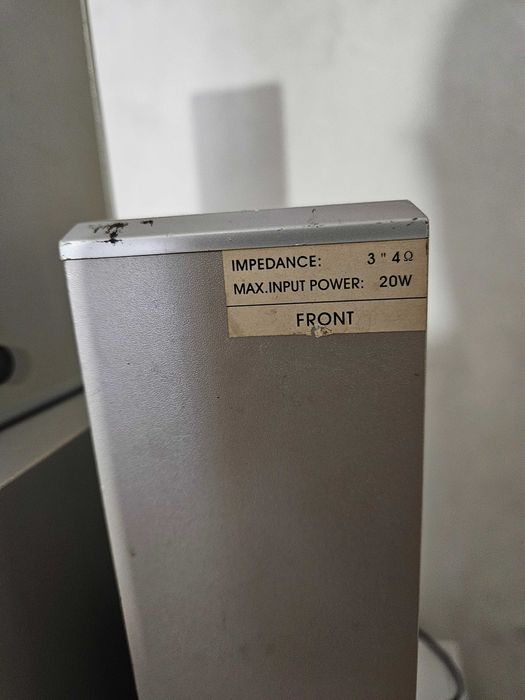 IMPEDANCE: 3 " 4Ω
MAX.INPUT POWER: 20W
FRONT